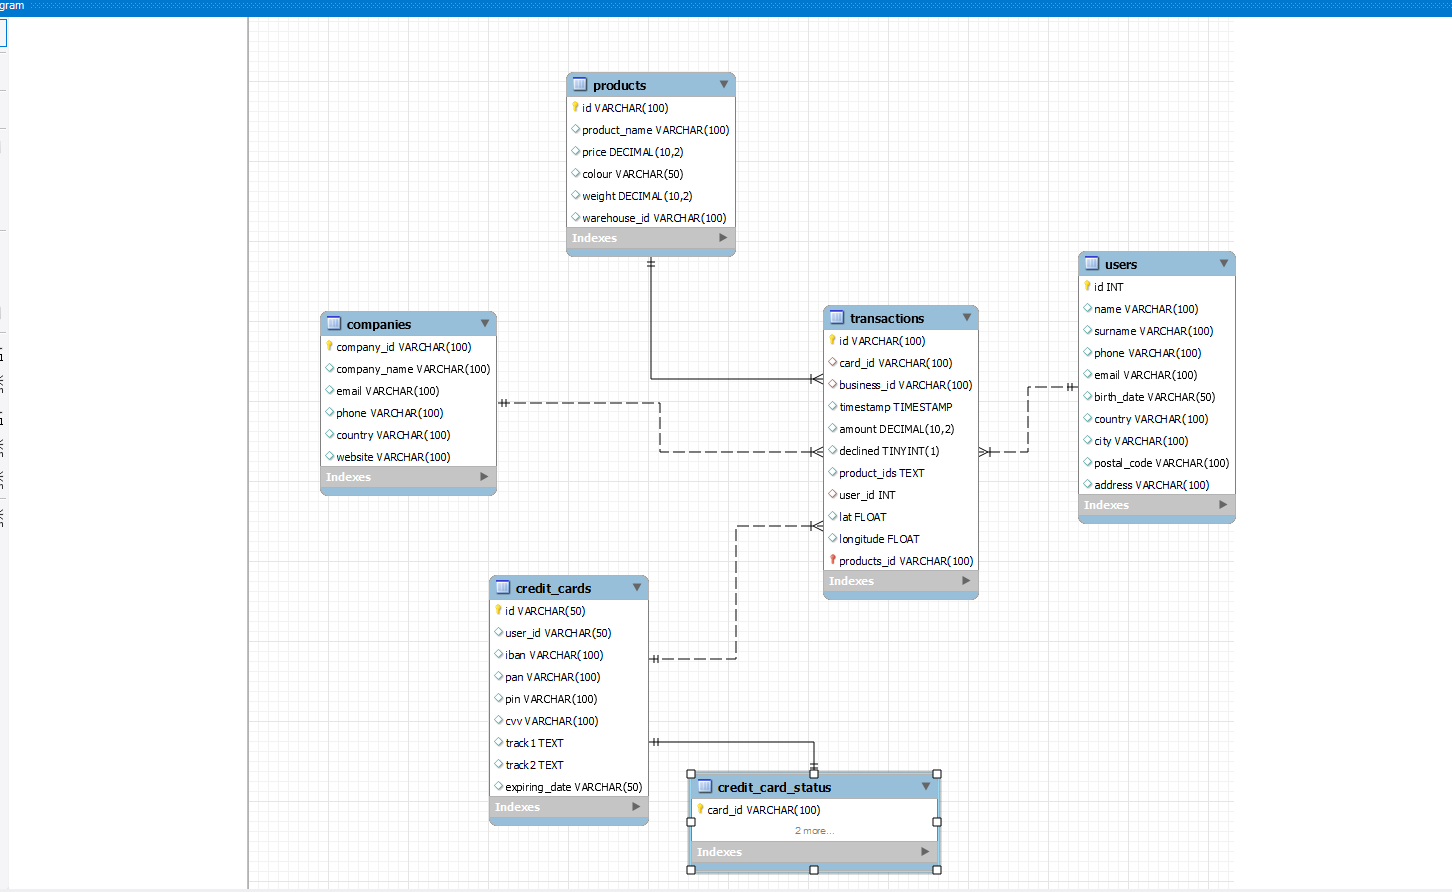 gram
products
id VARCHAR(100)
product_name VARCHAR(100)
price DECIMAL(10,2)
colour VARCHAR(50)
weight DECIMAL(10,2)
warehouse_id VARCHAR(100)
Indexes
companies
company_id VARCHAR(100)
company_name VARCHAR(100)
email VARCHAR(100)
phone VARCHAR(100)
country VARCHAR(100)
website VARCHAR(100)
Indexes
transactions
id VARCHAR(100)
card_id VARCHAR(100)
business_id VARCHAR(100)
timestamp TIMESTAMP
amount DECIMAL(10,2)
declined TINYINT(1)
product_ids TEXT
user_id INT
lat FLOAT
longitude FLOAT
products_id VARCHAR(100)
Indexes
users
id INT
name VARCHAR(100)
surname VARCHAR(100)
phone VARCHAR(100)
email VARCHAR(100)
birth_date VARCHAR(50)
country VARCHAR(100)
city VARCHAR(100)
postal_code VARCHAR(100)
address VARCHAR(100)
Indexes
credit_cards
id VARCHAR(50)
user_id VARCHAR(50)
iban VARCHAR(100)
pan VARCHAR(100)
pin VARCHAR(100)
cvv VARCHAR(100)
track1 TEXT
track2 TEXT
expiring_date VARCHAR(50)
Indexes
credit_card_status
card_id VARCHAR(100)
2 more...
Indexes